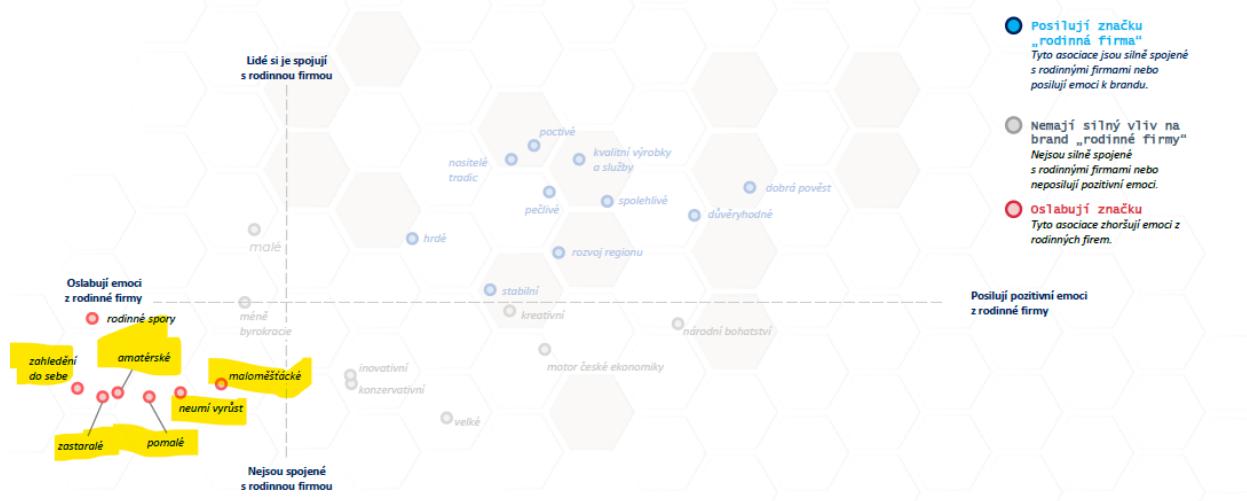 Lidé si je spojují
s rodinnou firmou
Posilují značku
„rodinná firma“
Tyto asociace jsou silně spojené
s rodinnými firmami nebo
posilují emoci k brandu.
Nemají silný vliv na
brand „rodinné firmy“
Nejsou silně spojené
s rodinnými firmami nebo
neposilují pozitivní emoci.
Oslabují značku
Tyto asociace zhoršují emoci z
rodinných firem.
poctivé
nositelé
tradic
kvalitní výrobky
a služby
pečlivé
spolehlivé
dobrá pověst
důvěryhodné
malé
hrdé
rozvoj regionu
Oslabují emoci
z rodinné firmy
stabilní
Posilují pozitivní emoci
z rodinné firmy
rodinné spory
méně
byrokracie
kreativní
národní bohatství
zahledění
do sebe
amatérské
maloměšťácké
inovativní
konzervativní
motor české ekonomiky
neumí vyrůst
velké
zastaralé
pomalé
Nejsou spojené
s rodinnou firmou